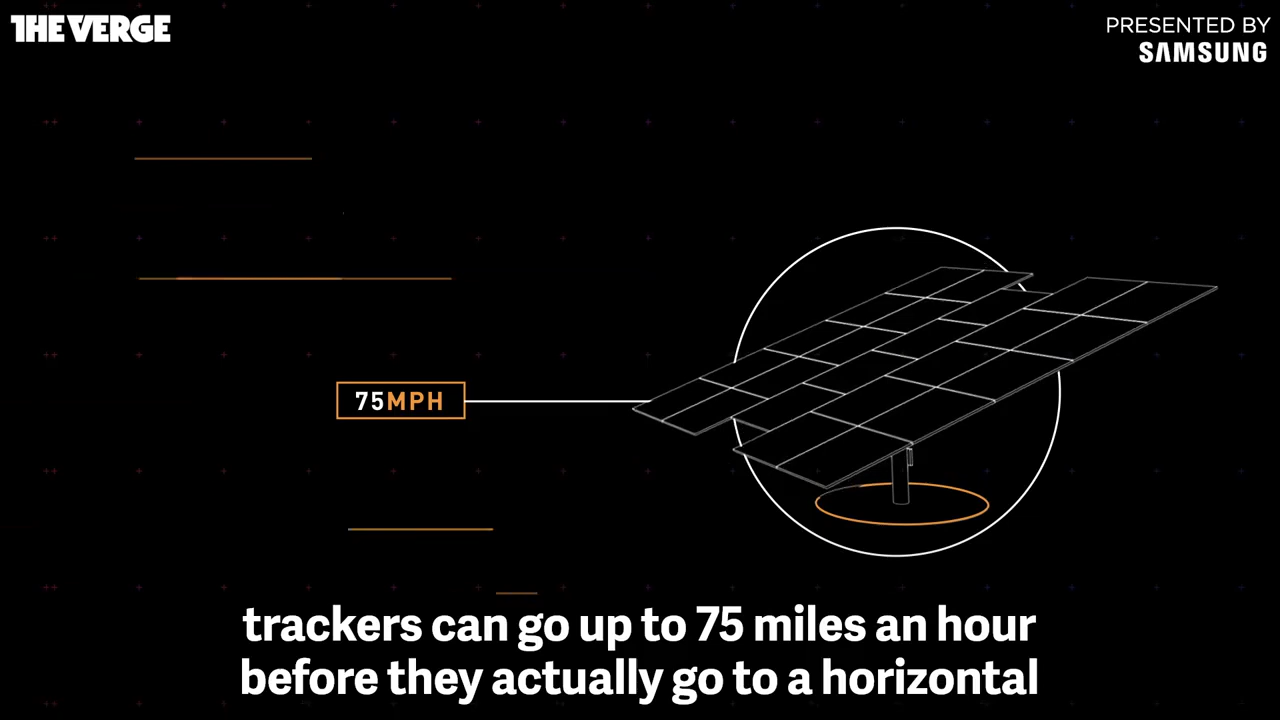 THE VERGE
PRESENTED BY
SAMSUNG
75MPH
trackers can go up to 75 miles an hour
before they actually go to a horizontal